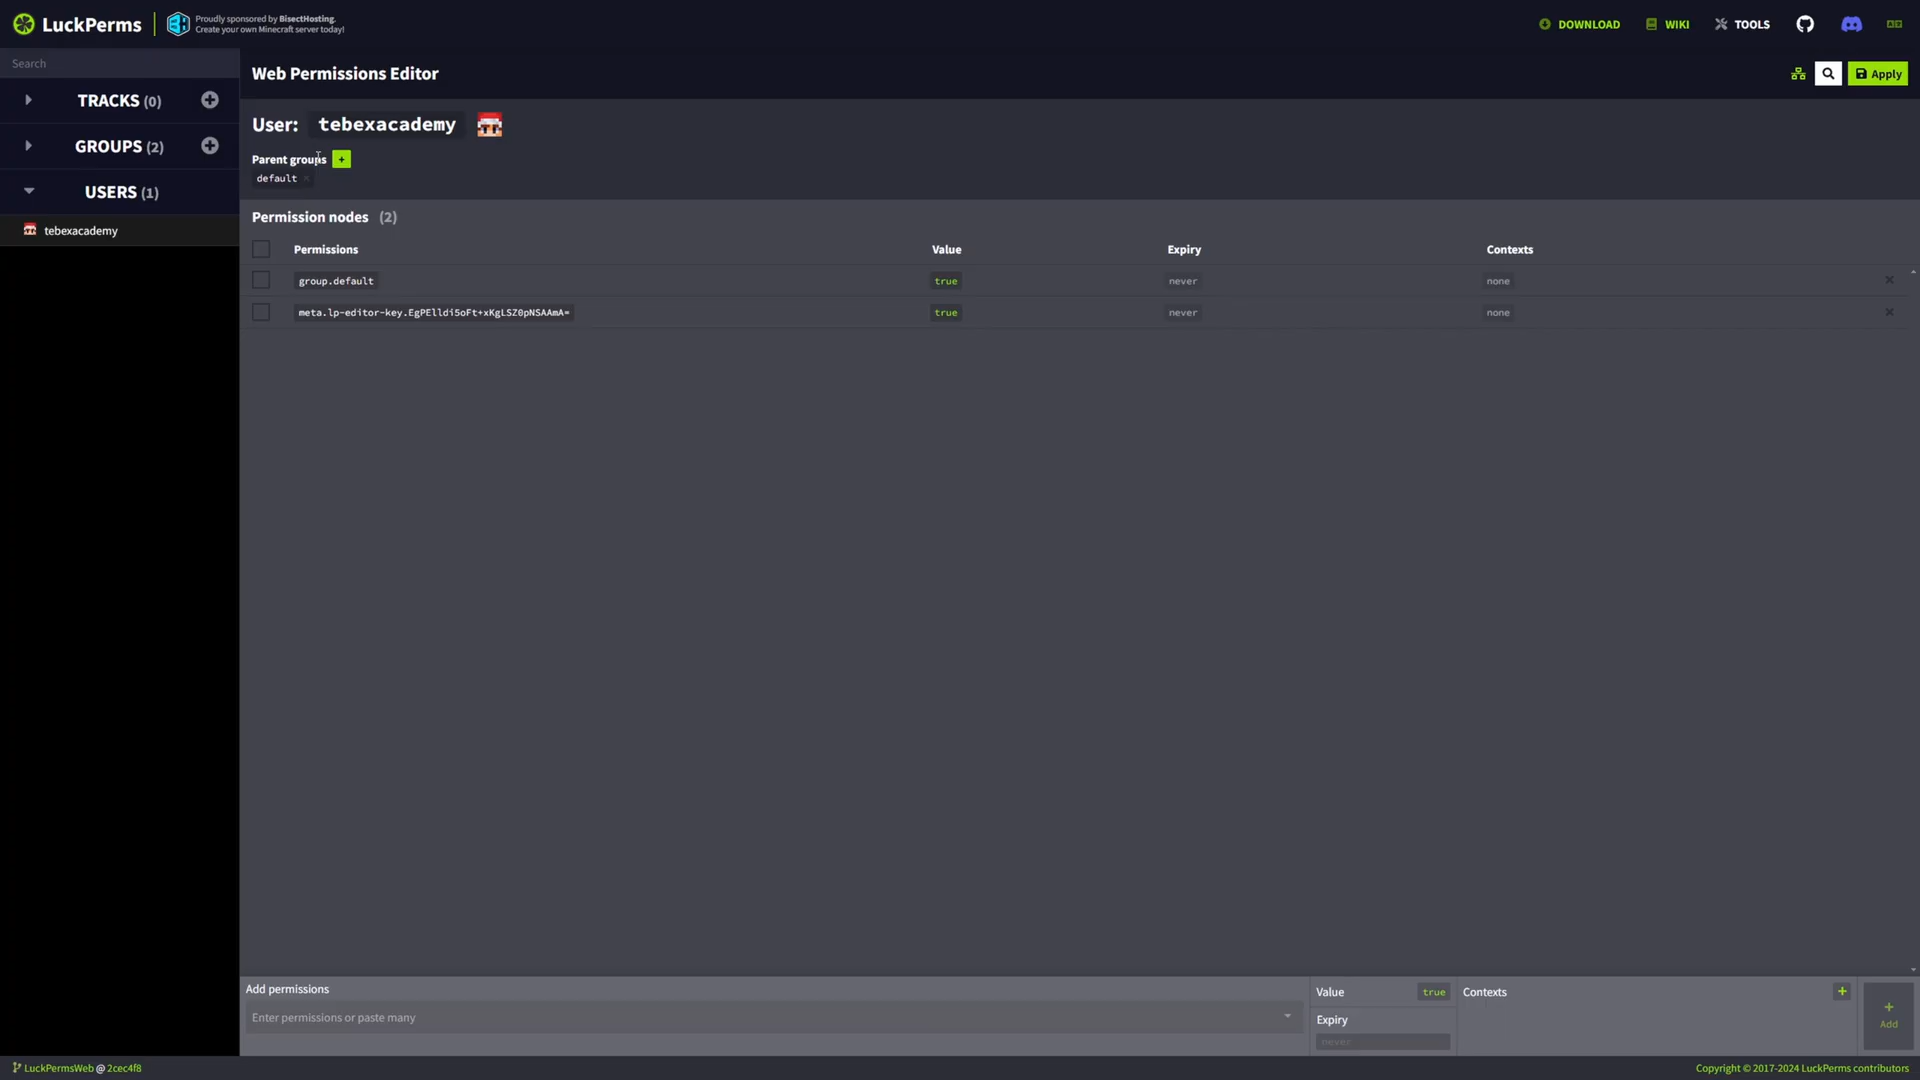 LuckPerms
Proudly sponsored by BisectHosting.
Create your own Minecraft server today!
DOWNLOAD
WIKI
TOOLS
Search
TRACKS (0)
GROUPS (2)
USERS (1)
tebexacademy
Web Permissions Editor
Apply
User: tebexacademy
Parent groups +
default ×
Permission nodes (2)
Permissions Value Expiry Contexts
group.default true never none
meta.lp-editor-key.EgPElldi5oFt+xKgLSZ0pNSAAmA= true never none
Add permissions
Enter permissions or paste many
Value true
Expiry
never
Contexts +
+
Add
LuckPermsWeb @ 2cec4f8
Copyright © 2017-2024 LuckPerms contributors